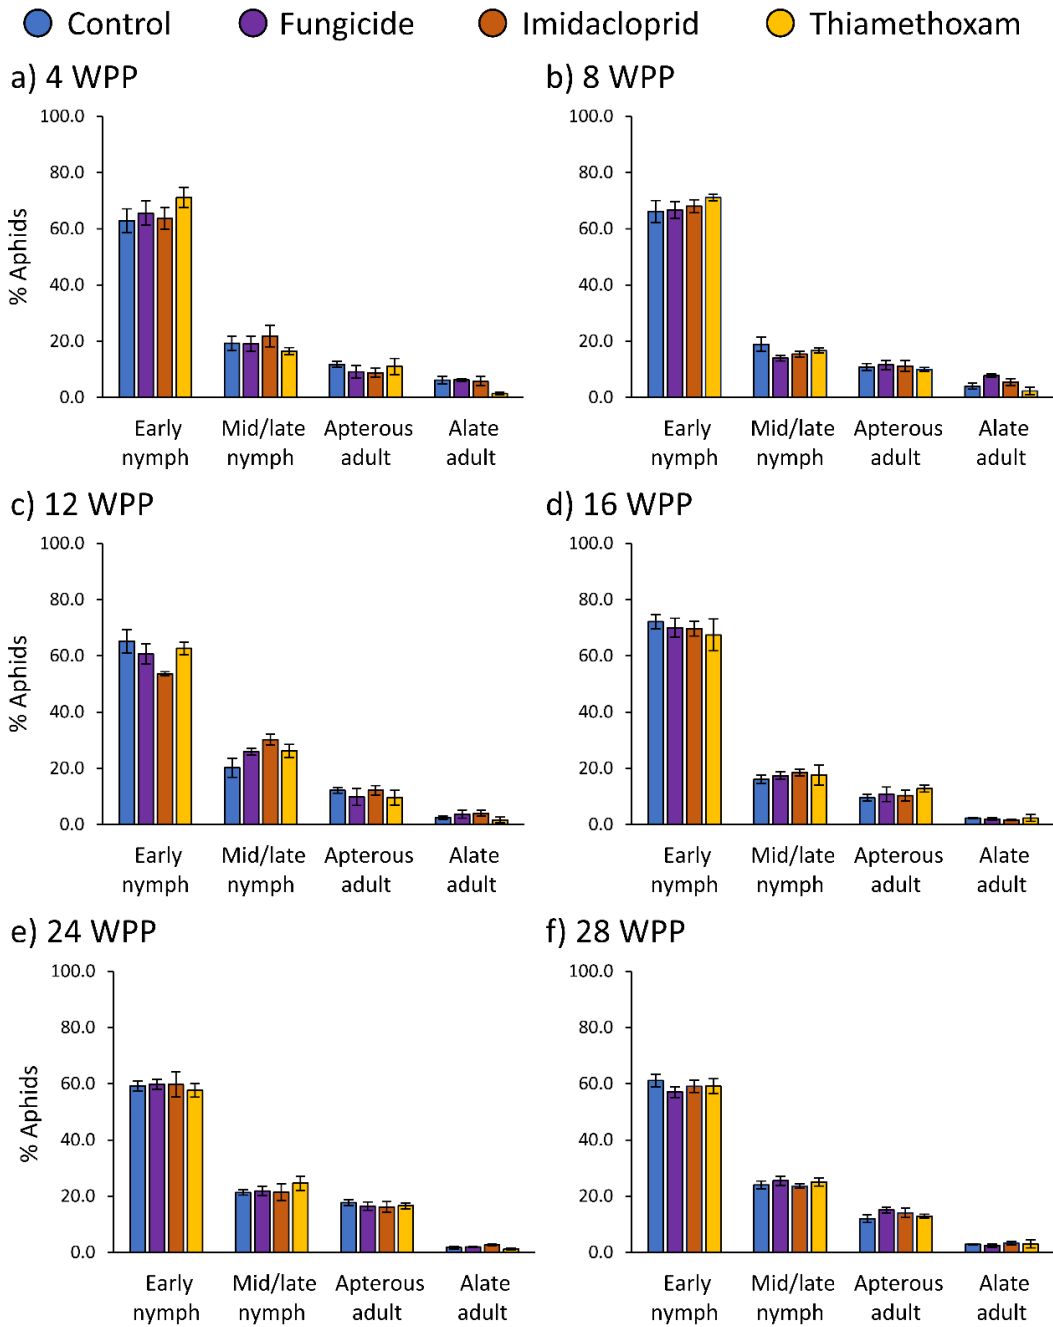 Control Fungicide Imidacloprid Thiamethoxam
a) 4 WPP
% Aphids
100.0
80.0
60.0
40.0
20.0
0.0
Early Mid/late Apterous Alate
nymph nymph adult adult
b) 8 WPP
100.0
80.0
60.0
40.0
20.0
0.0
Early Mid/late Apterous Alate
nymph nymph adult adult
c) 12 WPP
% Aphids
100.0
80.0
60.0
40.0
20.0
0.0
Early Mid/late Apterous Alate
nymph nymph adult adult
d) 16 WPP
100.0
80.0
60.0
40.0
20.0
0.0
Early Mid/late Apterous Alate
nymph nymph adult adult
e) 24 WPP
% Aphids
100.0
80.0
60.0
40.0
20.0
0.0
Early Mid/late Apterous Alate
nymph nymph adult adult
f) 28 WPP
100.0
80.0
60.0
40.0
20.0
0.0
Early Mid/late Apterous Alate
nymph nymph adult adult